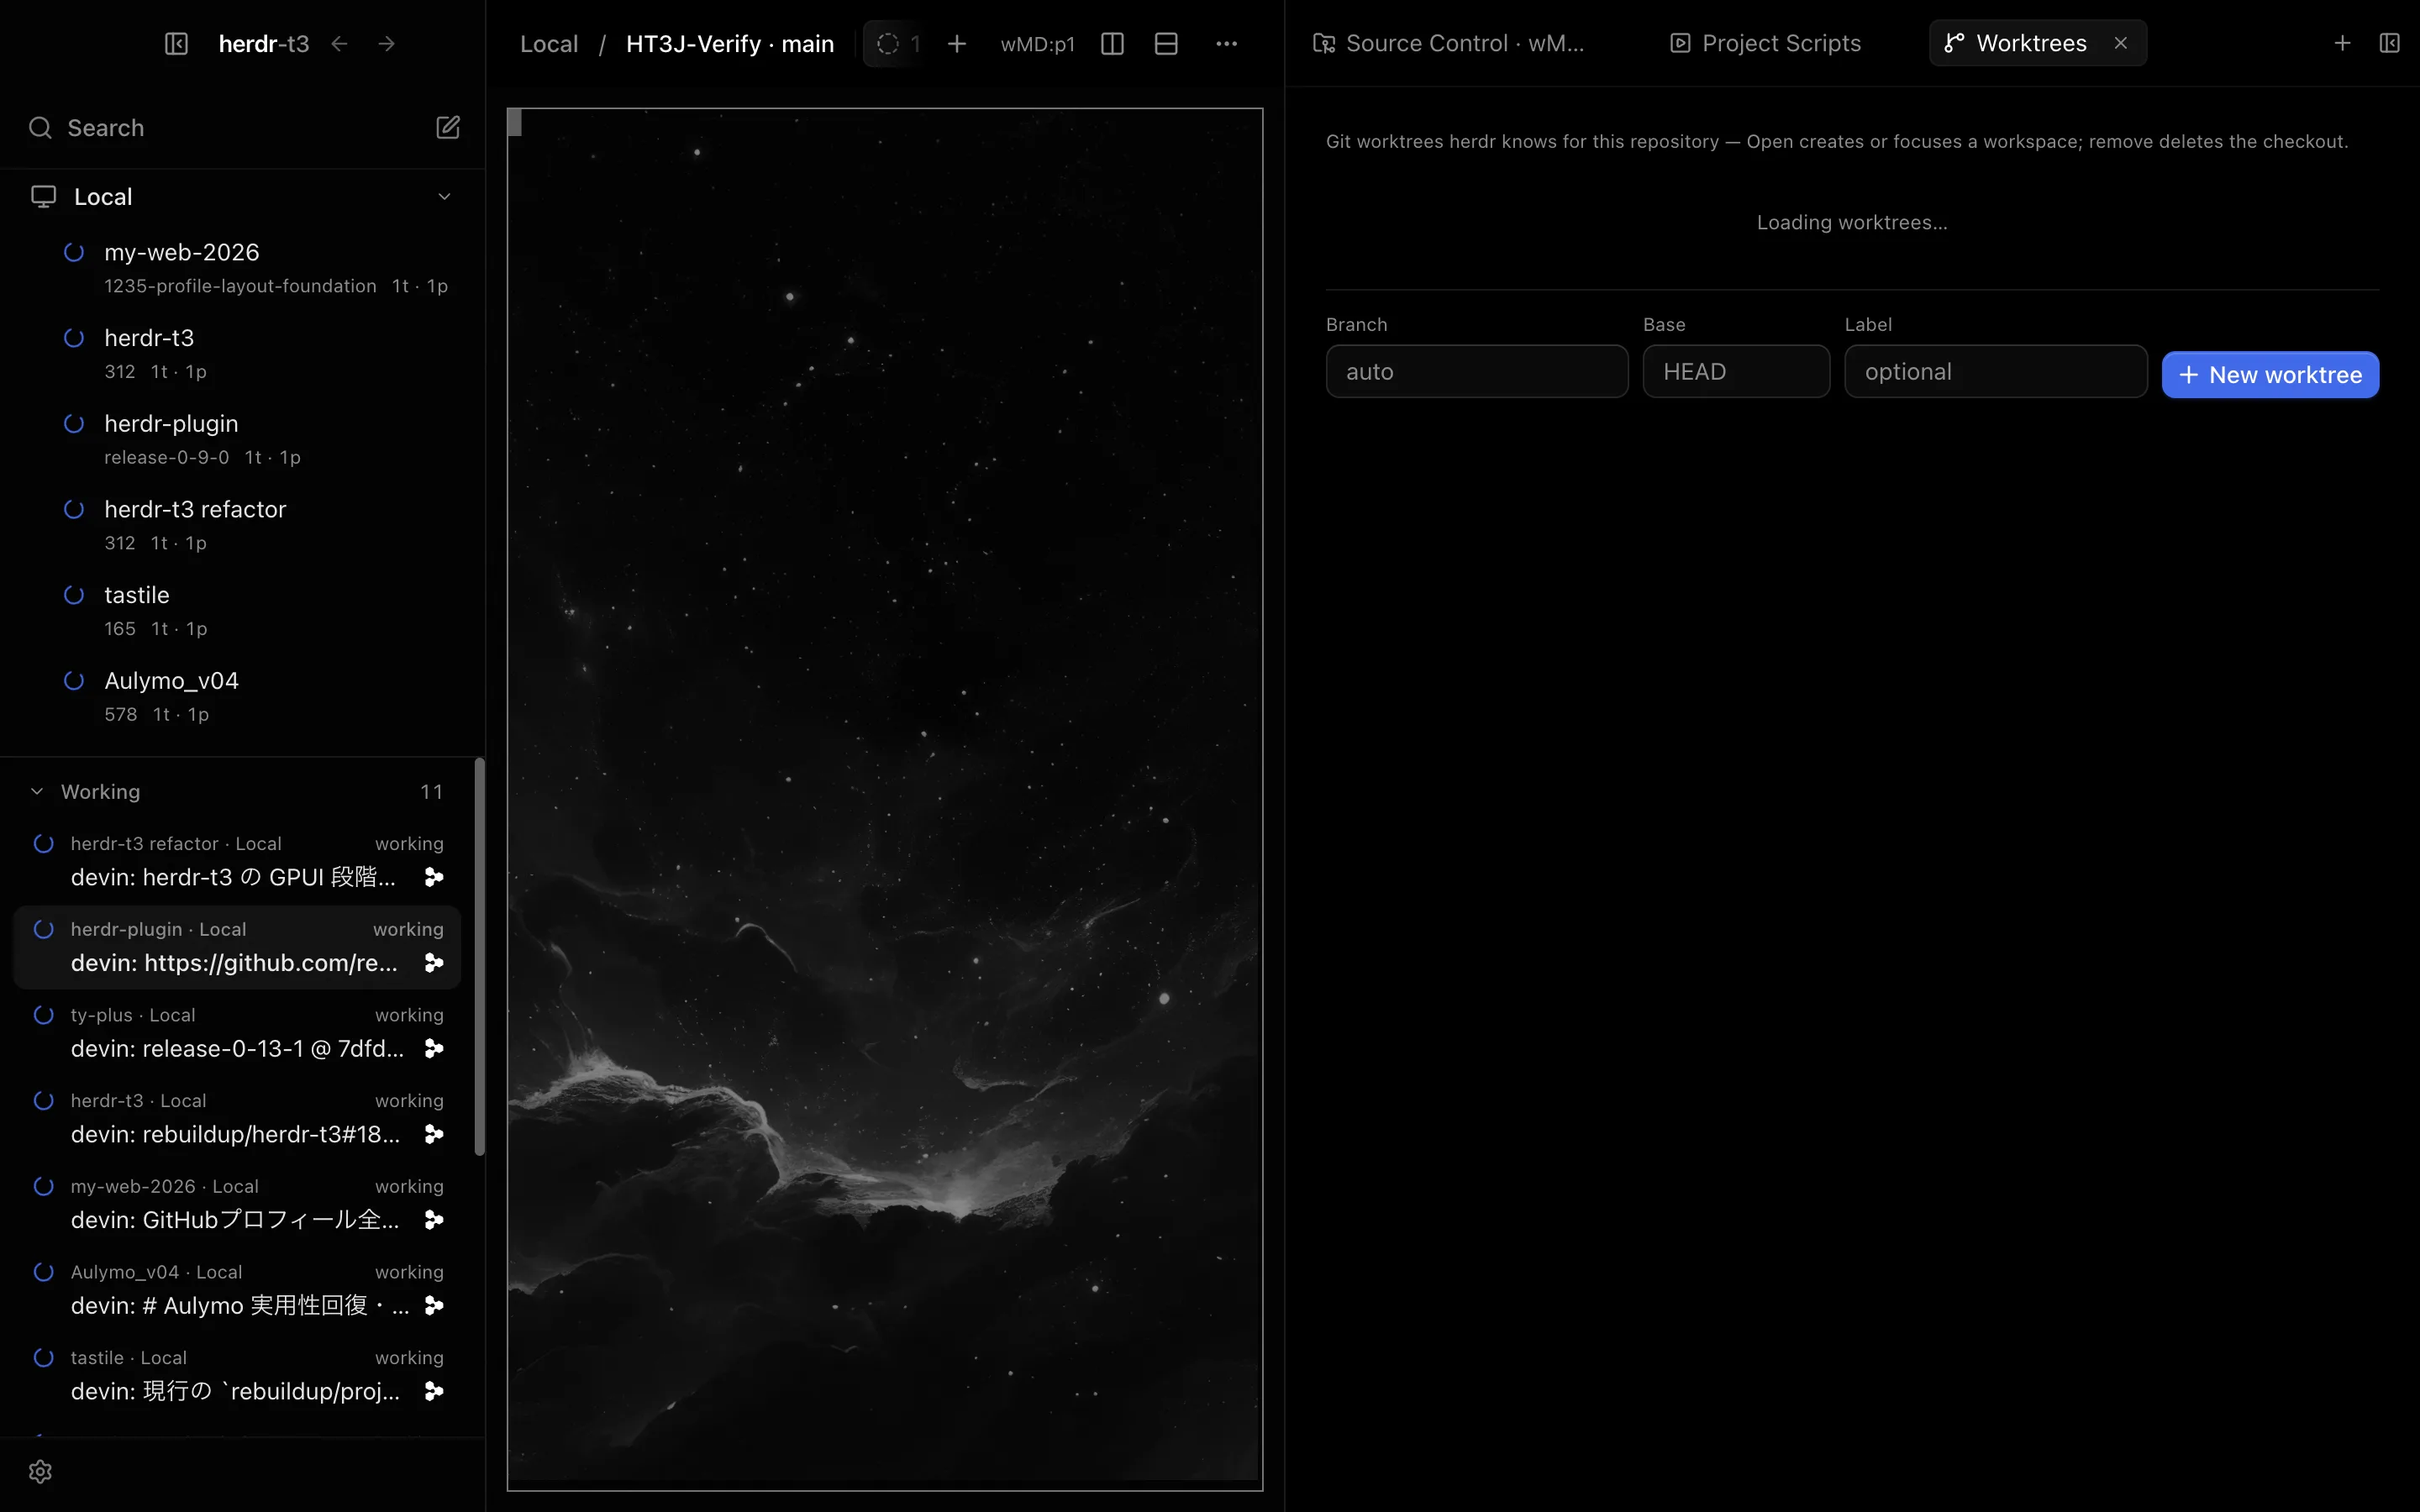 herdr-t3
Search
Local
my-web-2026
1235-profile-layout-foundation 1t · 1p
herdr-t3
312 1t · 1p
herdr-plugin
release-0-9-0 1t · 1p
herdr-t3 refactor
312 1t · 1p
tastile
165 1t · 1p
Aulymo_v04
578 1t · 1p
Working 11
herdr-t3 refactor · Local working
devin: herdr-t3 の GPUI 段階...
herdr-plugin · Local working
devin: https://github.com/re...
ty-plus · Local working
devin: release-0-13-1 @ 7dfd...
herdr-t3 · Local working
devin: rebuildup/herdr-t3#18...
my-web-2026 · Local working
devin: GitHubプロフィール全...
Aulymo_v04 · Local working
devin: # Aulymo 実用性回復・...
tastile · Local working
devin: 現行の `rebuildup/proj...
Local / HT3J-Verify · main 1 wMD:p1
Source Control · wM... Project Scripts Worktrees
Git worktrees herdr knows for this repository — Open creates or focuses a workspace; remove deletes the checkout.
Loading worktrees...
Branch Base Label
auto HEAD optional New worktree